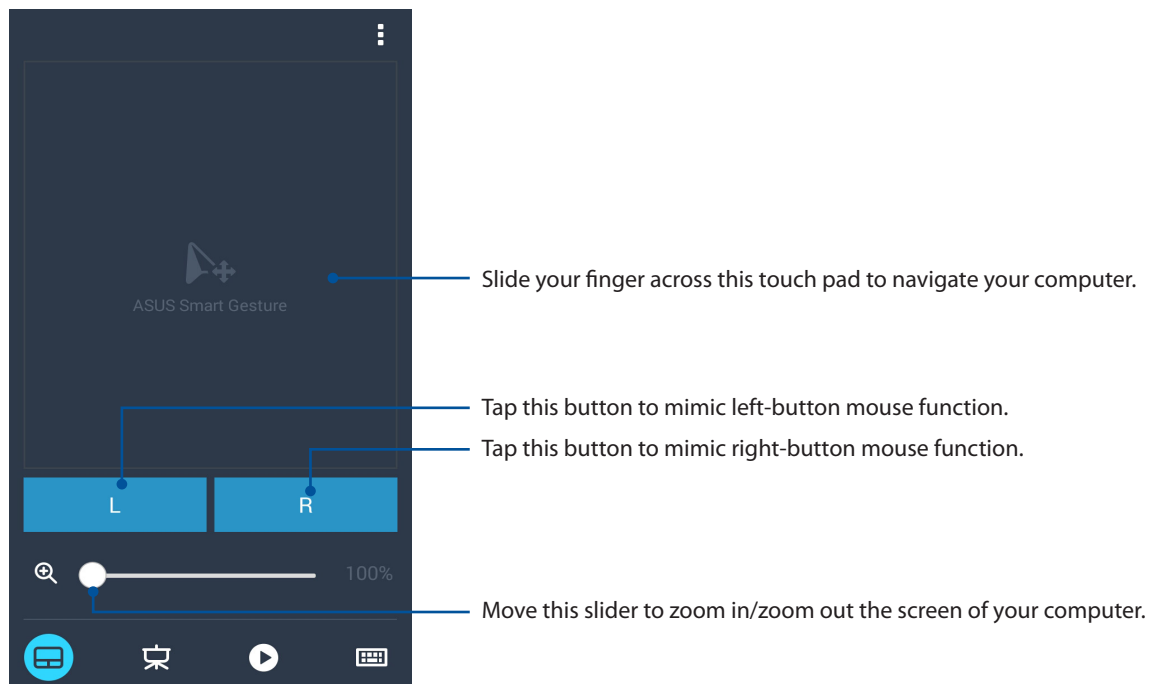 Slide your finger across this touch pad to navigate your computer.
ASUS Smart Gesture
Tap this button to mimic left-button mouse function.
Tap this button to mimic right-button mouse function.
L
R
100%
Move this slider to zoom in/zoom out the screen of your computer.